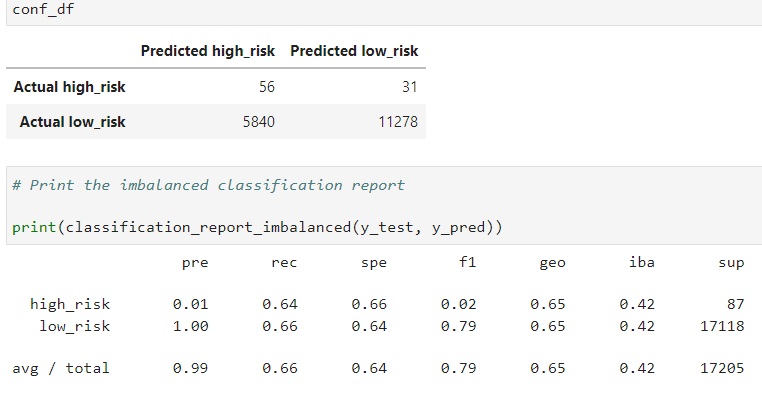 conf_df
Predicted high_risk Predicted low_risk
Actual high_risk 56 31
Actual low_risk 5840 11278
# Print the imbalanced classification report
print(classification_report_imbalanced(y_test, y_pred))
pre rec spe f1 geo iba sup
high_risk 0.01 0.64 0.66 0.02 0.65 0.42 87
low_risk 1.00 0.66 0.64 0.79 0.65 0.42 17118
avg / total 0.99 0.66 0.64 0.79 0.65 0.42 17205